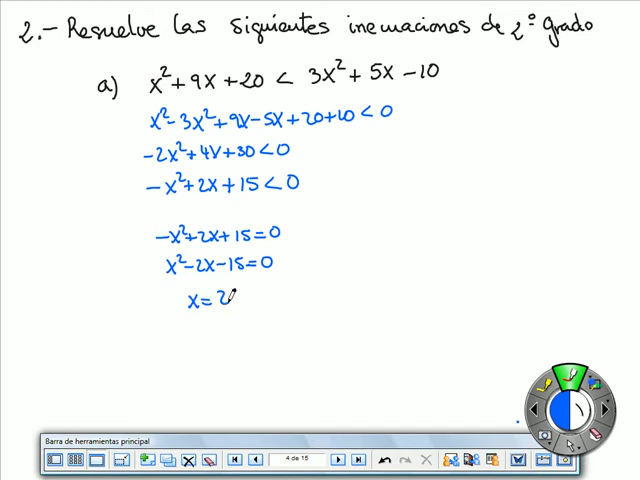 2.- Resuelve las siguientes inecuaciones de 2º grado
a) x² + 9x + 20 < 3x² + 5x - 10
x² - 3x² + 9x - 5x + 20 + 10 < 0
-2x² + 4x + 30 < 0
-x² + 2x + 15 < 0
-x² + 2x + 15 = 0
x² - 2x - 15 = 0
x = 2
Barra de herramientas principal
4 de 15